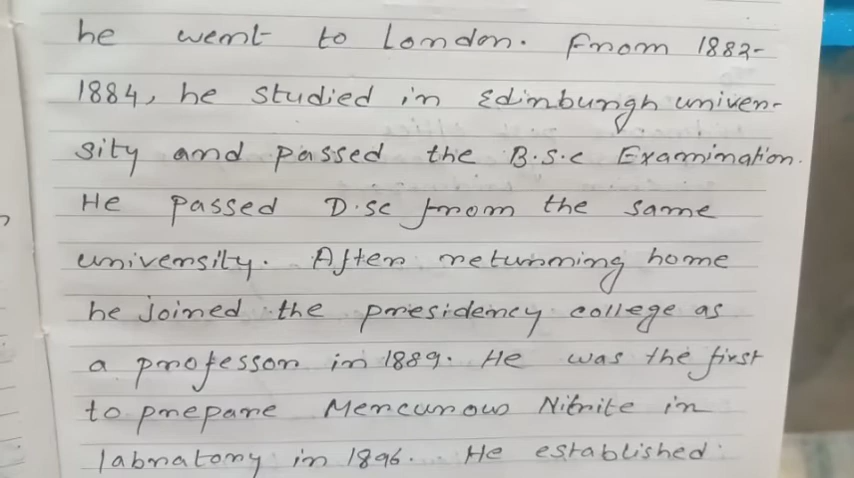 he went to London. From 1882-
1884, he studied in Edinburgh univer-
sity and passed the B.s.c Examination.
He passed D.sc from the same
university. After returning home
he joined the presidency college as
a professor in 1889. He was the first
to prepare Mercurous Nitrite in
labratory in 1896. He established